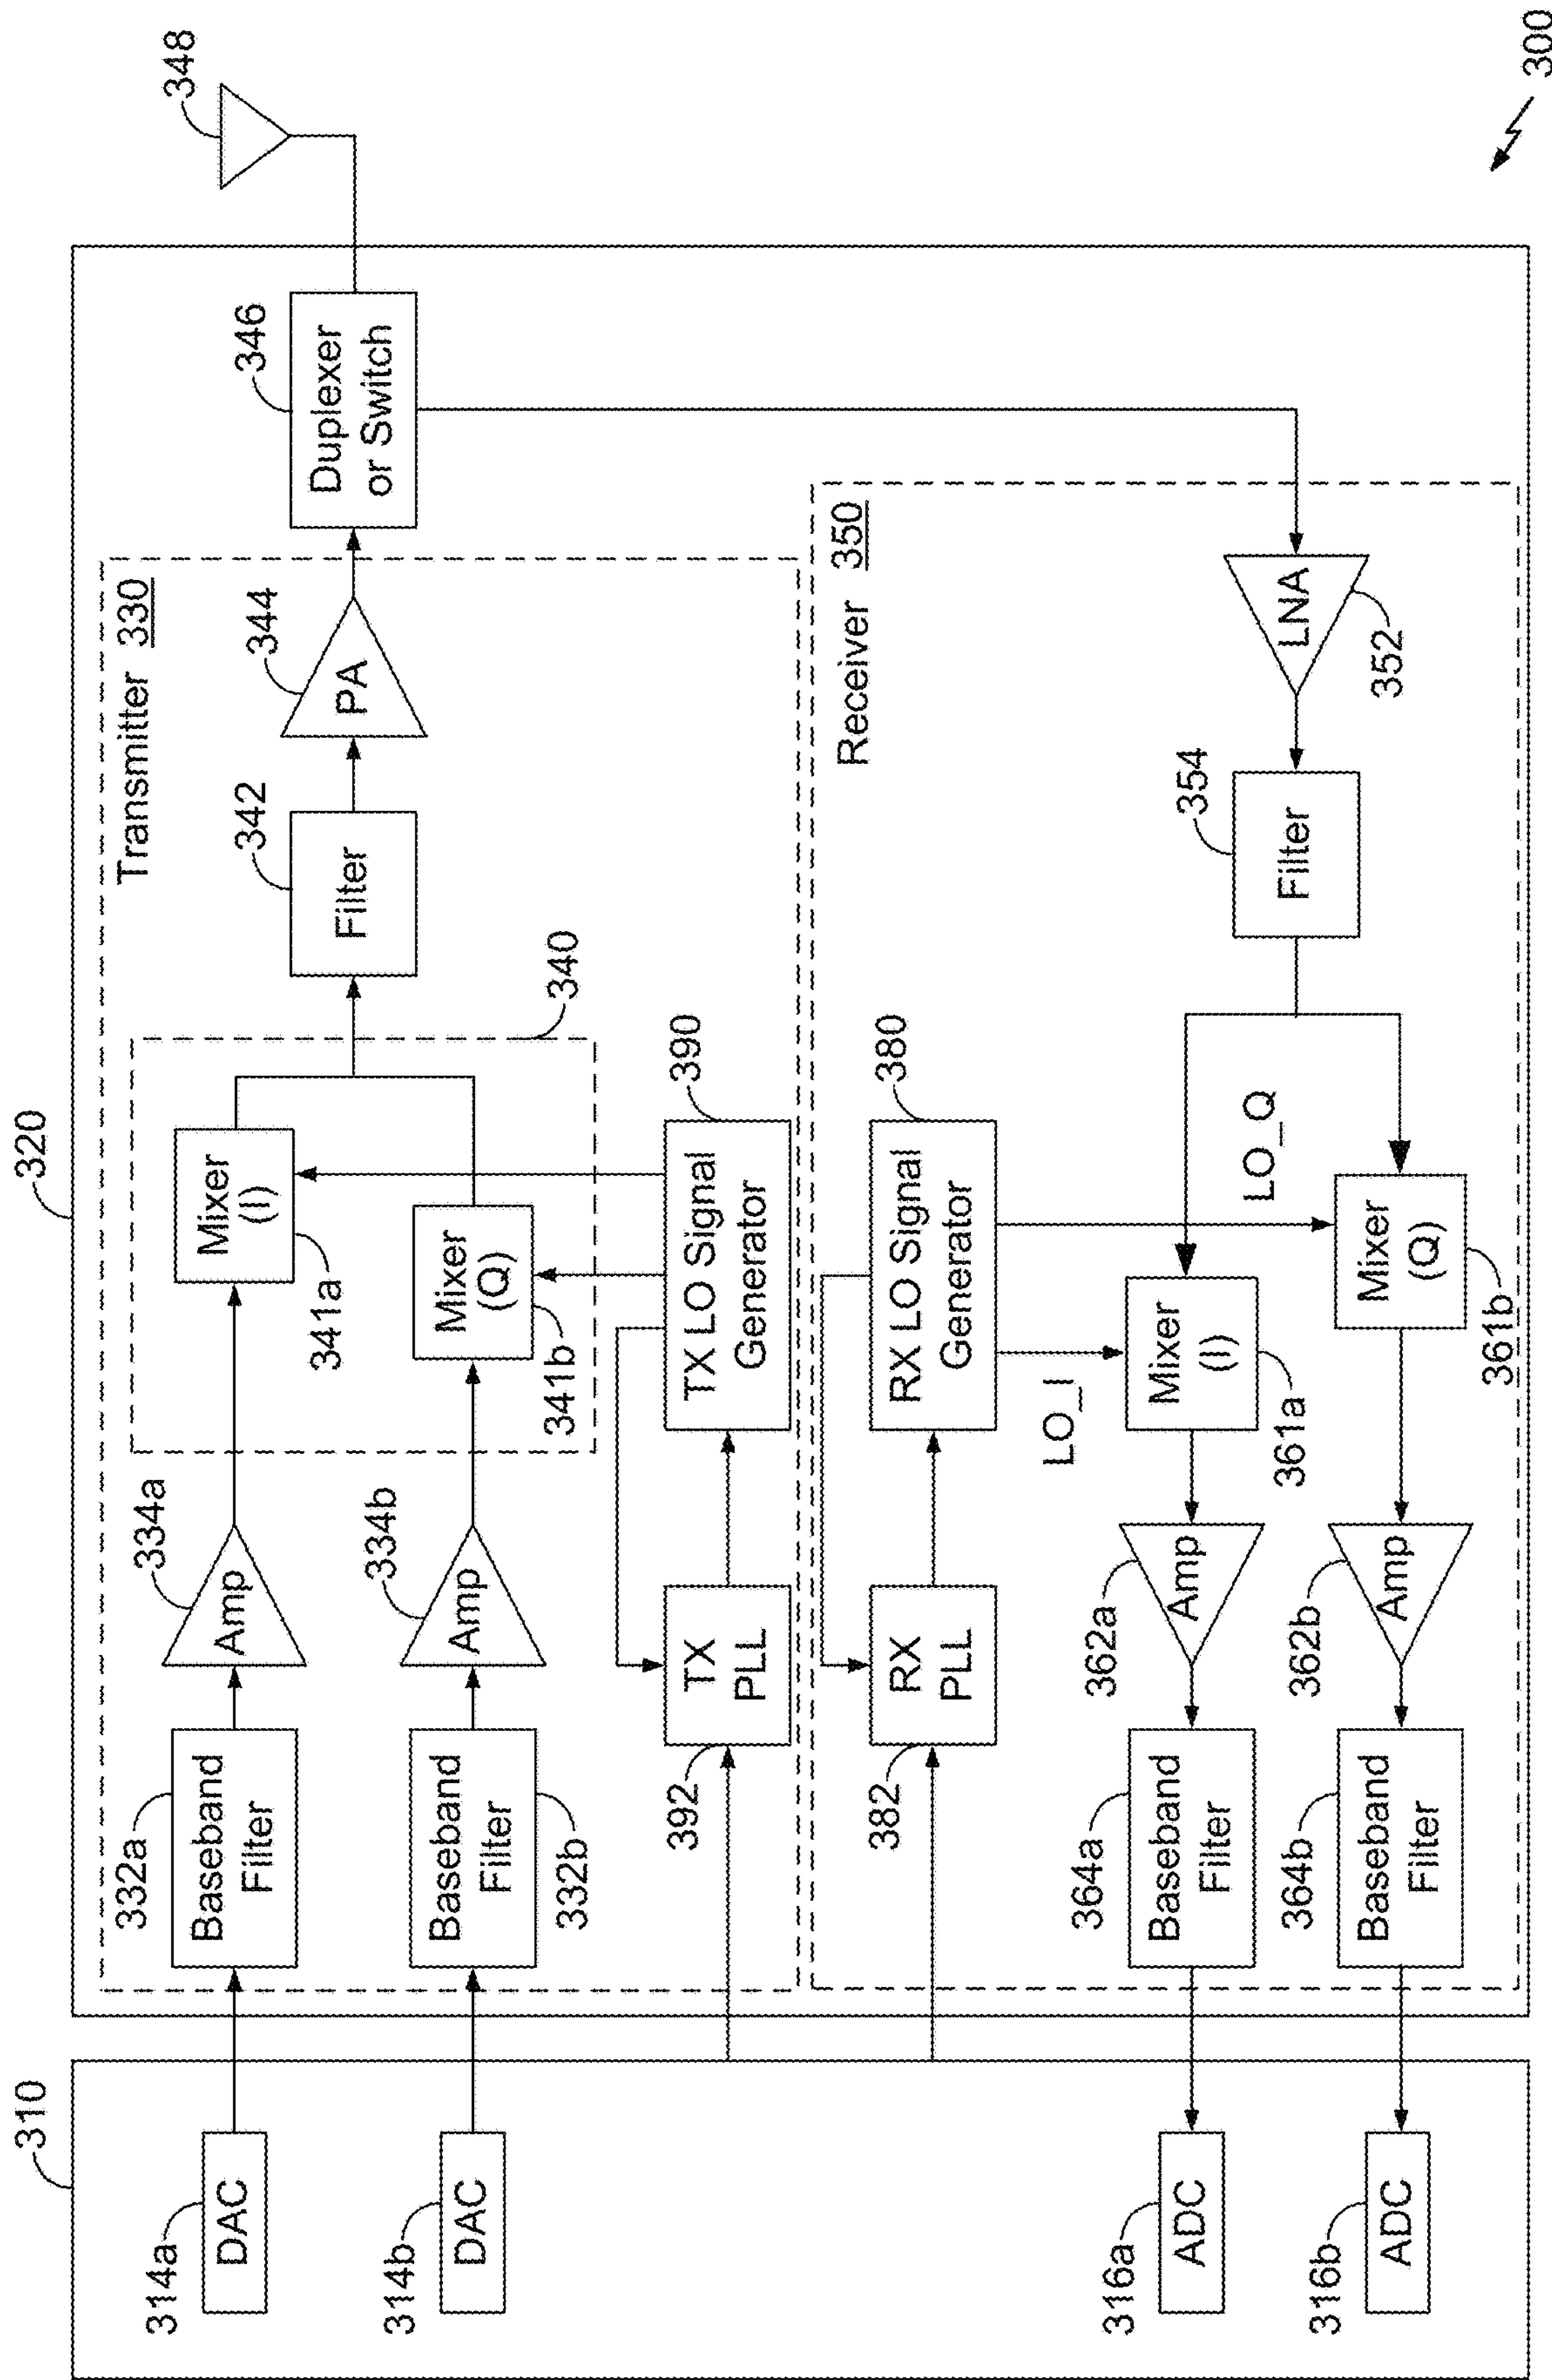 300
310
314a
DAC
314b
DAC
316a
ADC
316b
ADC
320
Transmitter 330
332a
Baseband
Filter
334a
Amp
341a
Mixer
(I)
332b
Baseband
Filter
334b
Amp
341b
Mixer
(Q)
340
342
Filter
344
PA
346
Duplexer
or Switch
348
392
TX
PLL
390
TX LO Signal
Generator
Receiver 350
382
RX
PLL
380
RX LO Signal
Generator
LO_I
LO_Q
352
LNA
354
Filter
364a
Baseband
Filter
362a
Amp
361a
Mixer
(I)
364b
Baseband
Filter
362b
Amp
361b
Mixer
(Q)